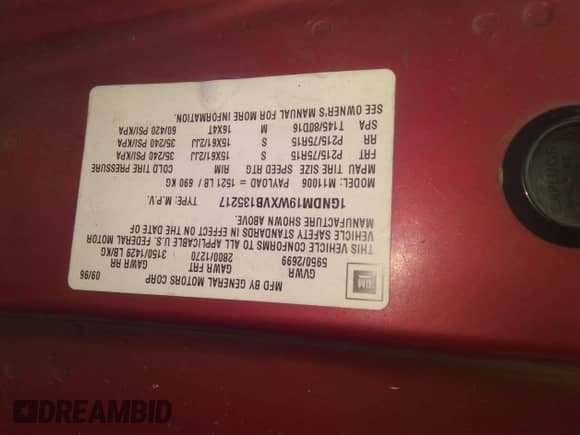 MFD BY GENERAL MOTORS CORP
09/96
GVWR GAWR FRT GAWR RR
5950/2699 2800/1270 3150/1429 LB/KG
THIS VEHICLE CONFORMS TO ALL APPLICABLE U.S. FEDERAL MOTOR
VEHICLE SAFETY STANDARDS IN EFFECT ON THE DATE OF
MANUFACTURE SHOWN ABOVE.
1GNDM19WXVB135217 TYPE: M.P.V.
MODEL: M11006 PAYLOAD = 1521 LB / 690 KG
MPAU TIRE SIZE SPEED RTG RIM COLD TIRE PRESSURE
FRT P215/75R15 S 15X61/2JJ 35/240 PSI/KPA
RR P215/75R15 S 15X61/2JJ 35/240 PSI/KPA
SPA T145/80D16 M 16X4T 60/420 PSI/KPA
SEE OWNER'S MANUAL FOR MORE INFORMATION.
GM
DREAMBID